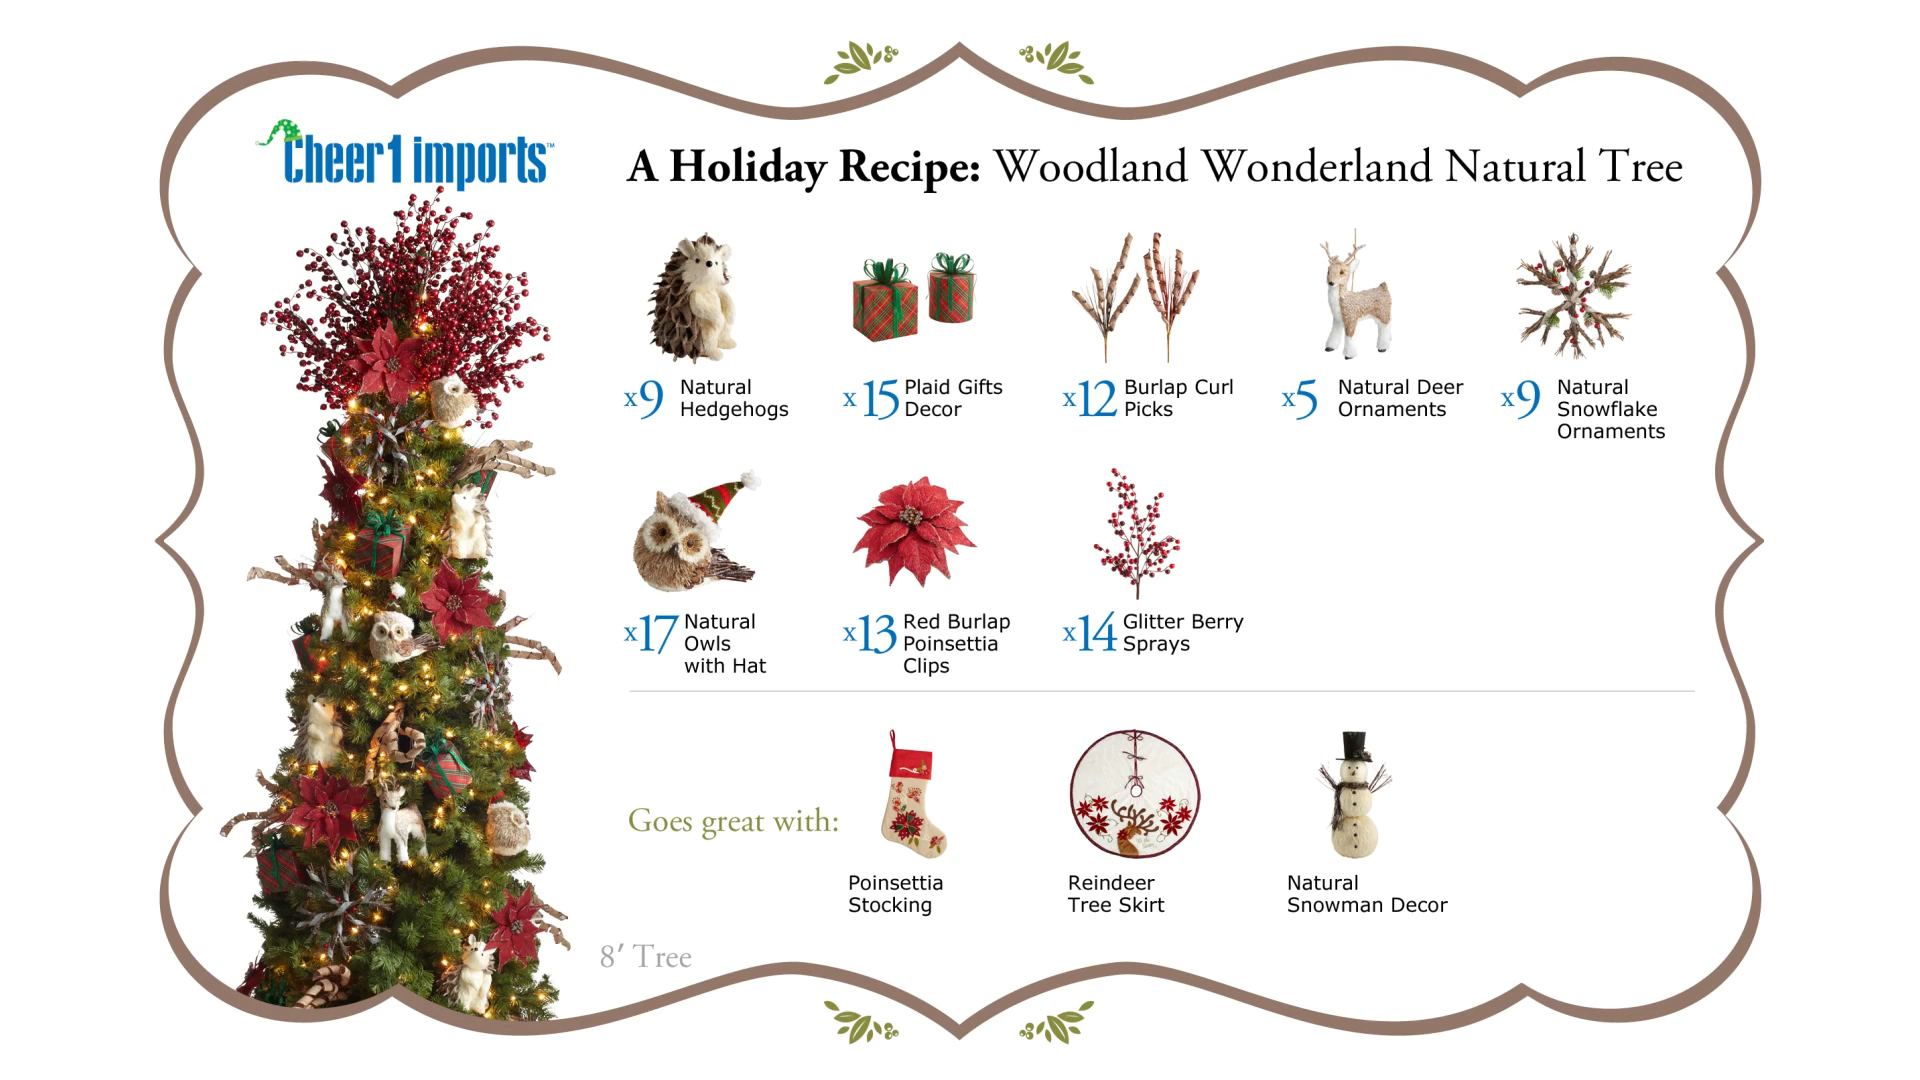 Cheer1 imports™
A Holiday Recipe: Woodland Wonderland Natural Tree
x9 Natural
Hedgehogs
x15 Plaid Gifts
Decor
x12 Burlap Curl
Picks
x5 Natural Deer
Ornaments
x9 Natural
Snowflake
Ornaments
x17 Natural
Owls
with Hat
x13 Red Burlap
Poinsettia
Clips
x14 Glitter Berry
Sprays
Goes great with:
Poinsettia
Stocking
Reindeer
Tree Skirt
Natural
Snowman Decor
8′ Tree